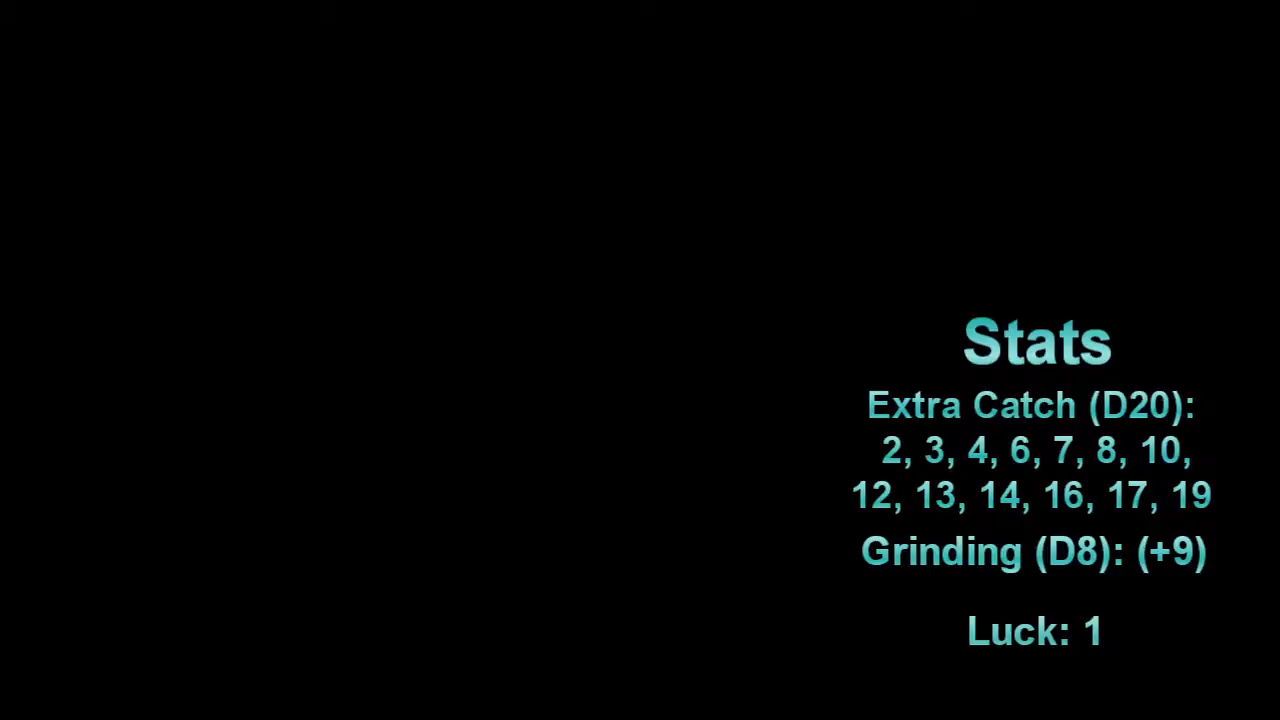 Stats
Extra Catch (D20):
2, 3, 4, 6, 7, 8, 10,
12, 13, 14, 16, 17, 19
Grinding (D8): (+9)
Luck: 1